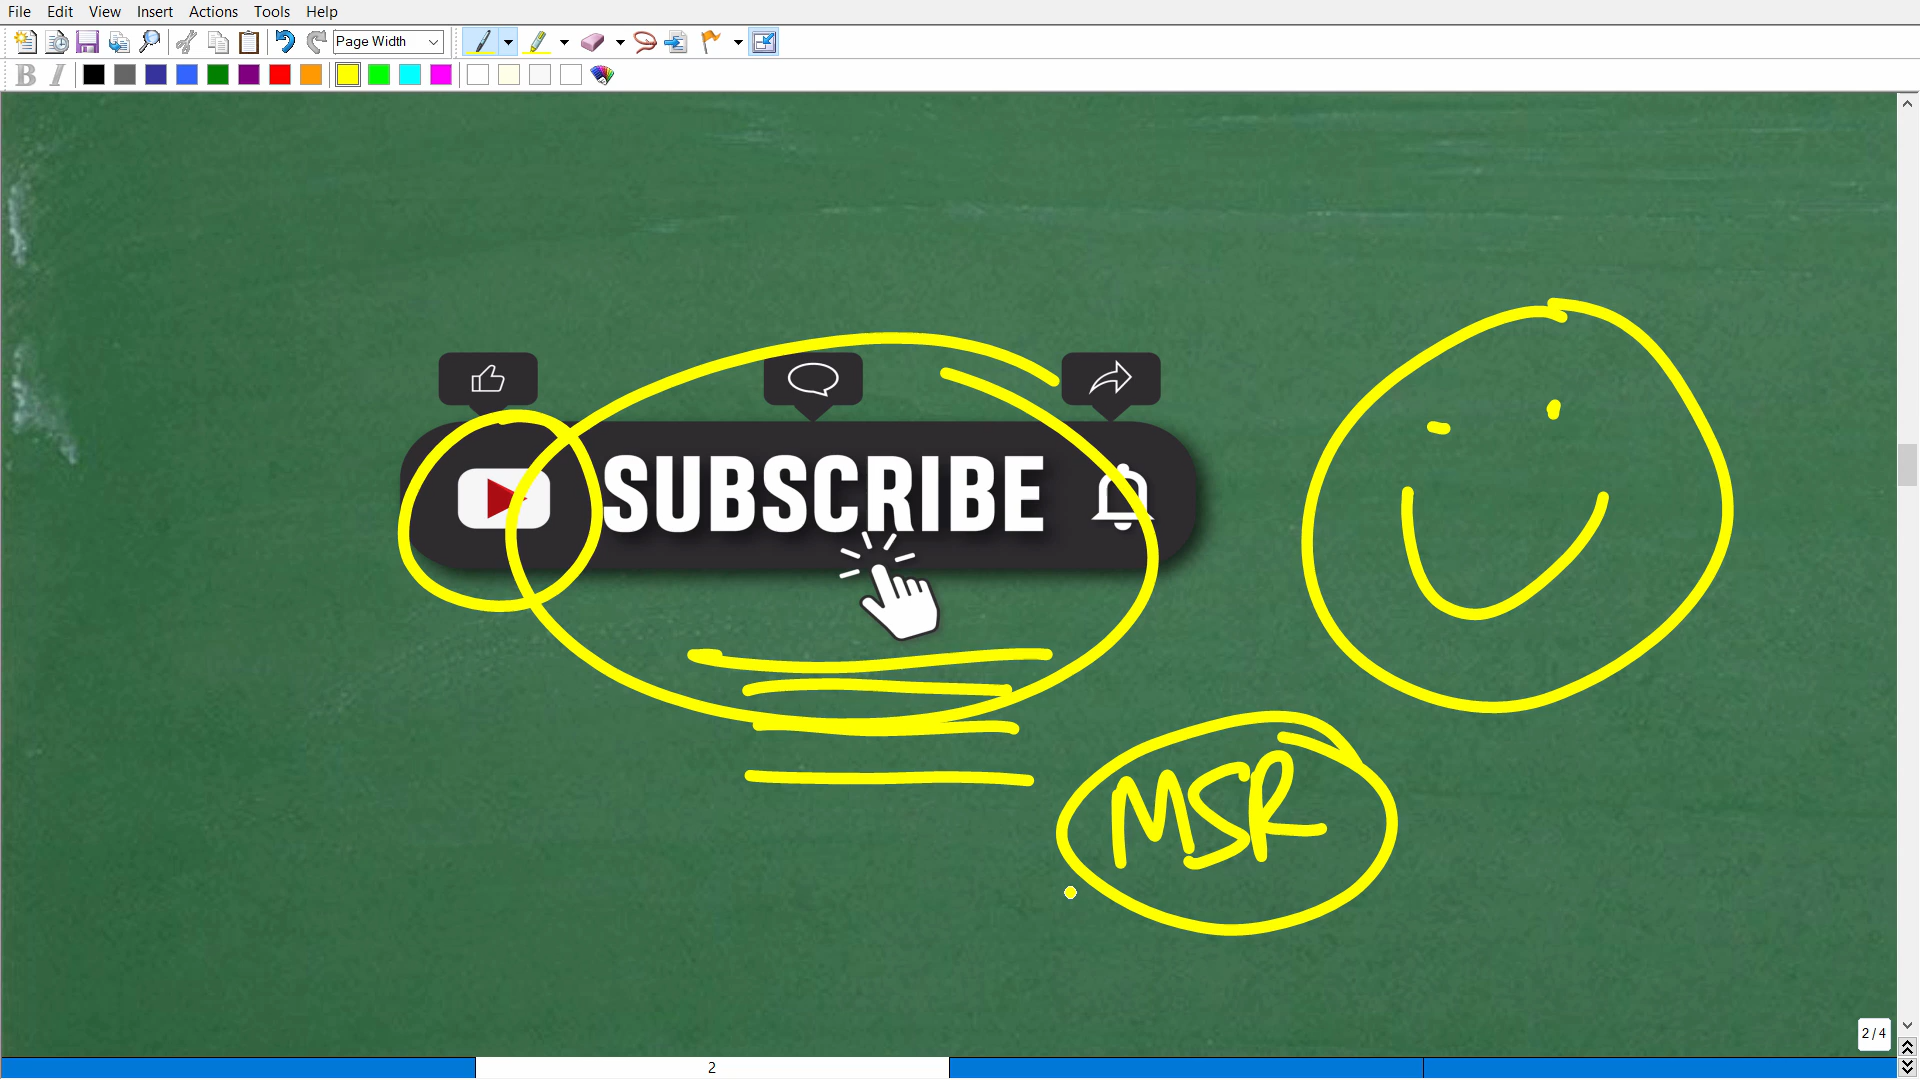 File Edit View Insert Actions Tools Help
Page Width
B I
SUBSCRIBE
MSR
2 / 4
2